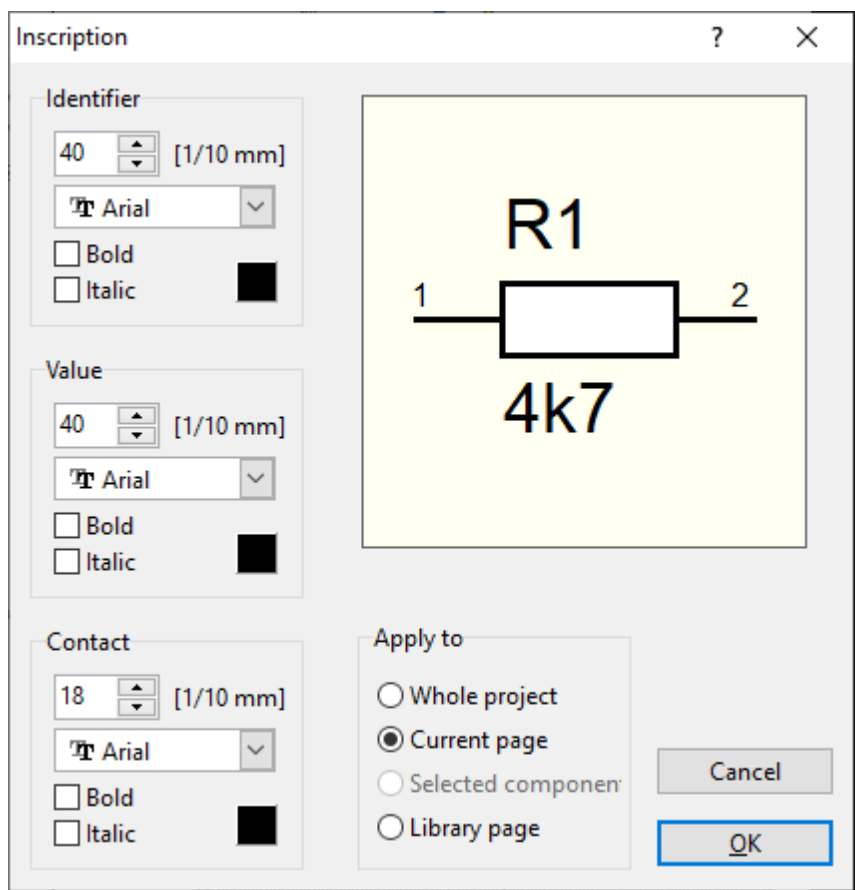 Inscription
Identifier
40 [1/10 mm]
Arial
Bold
Italic
R1
1 2
4k7
Value
40 [1/10 mm]
Arial
Bold
Italic
Contact
18 [1/10 mm]
Arial
Bold
Italic
Apply to
Whole project
Current page
Selected componen
Library page
Cancel
OK